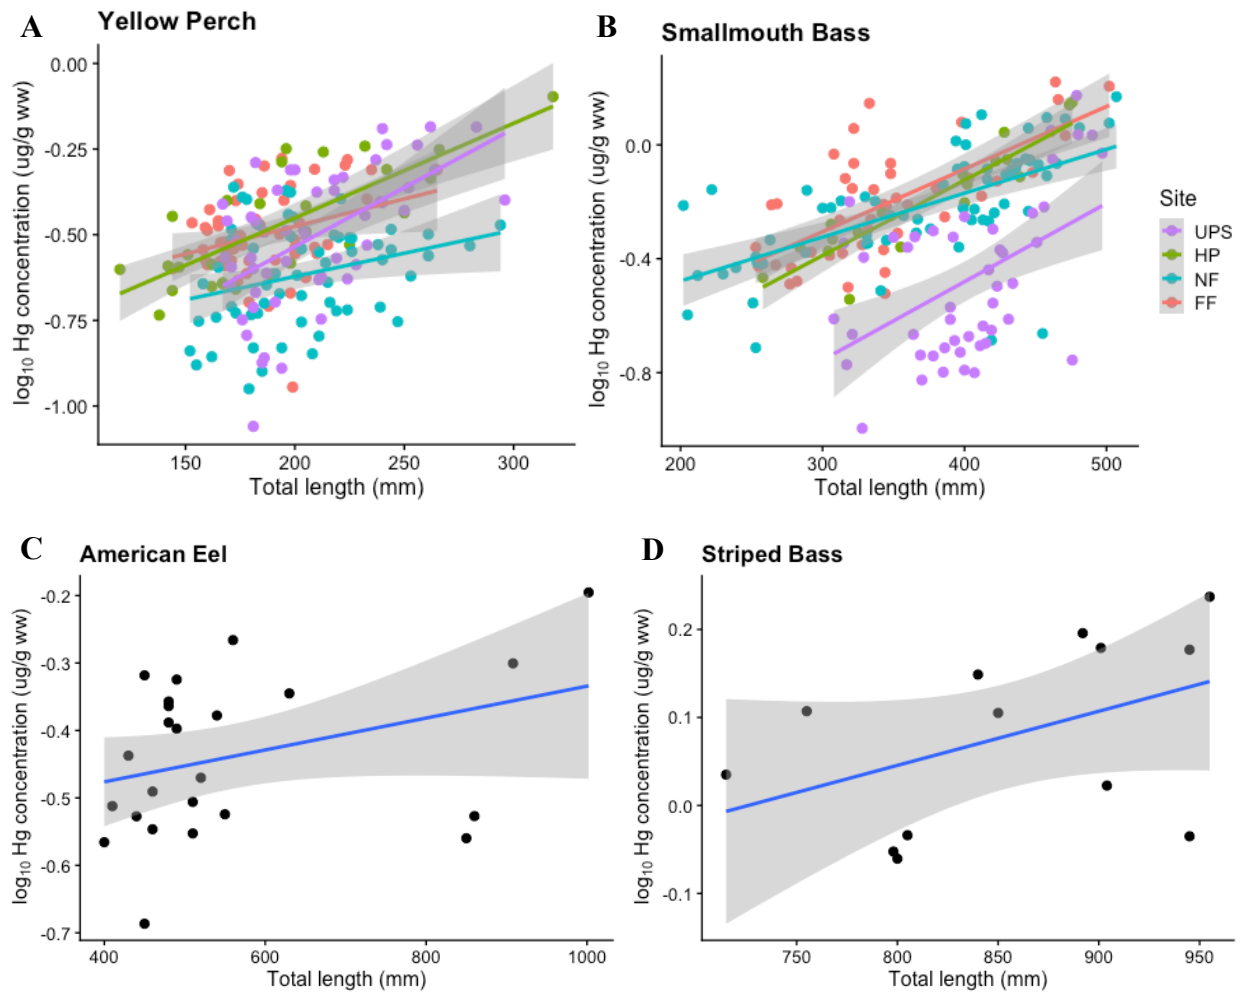 A
Yellow Perch
0.00
-0.25
-0.50
-0.75
-1.00
log10 Hg concentration (ug/g ww)
150 200 250 300
Total length (mm)
B
Smallmouth Bass
0.0
-0.4
-0.8
log10 Hg concentration (ug/g ww)
200 300 400 500
Total length (mm)
Site
UPS
HP
NF
FF
C
American Eel
-0.2
-0.3
-0.4
-0.5
-0.6
-0.7
log10 Hg concentration (ug/g ww)
400 600 800 1000
Total length (mm)
D
Striped Bass
0.2
0.1
0.0
-0.1
log10 Hg concentration (ug/g ww)
750 800 850 900 950
Total length (mm)